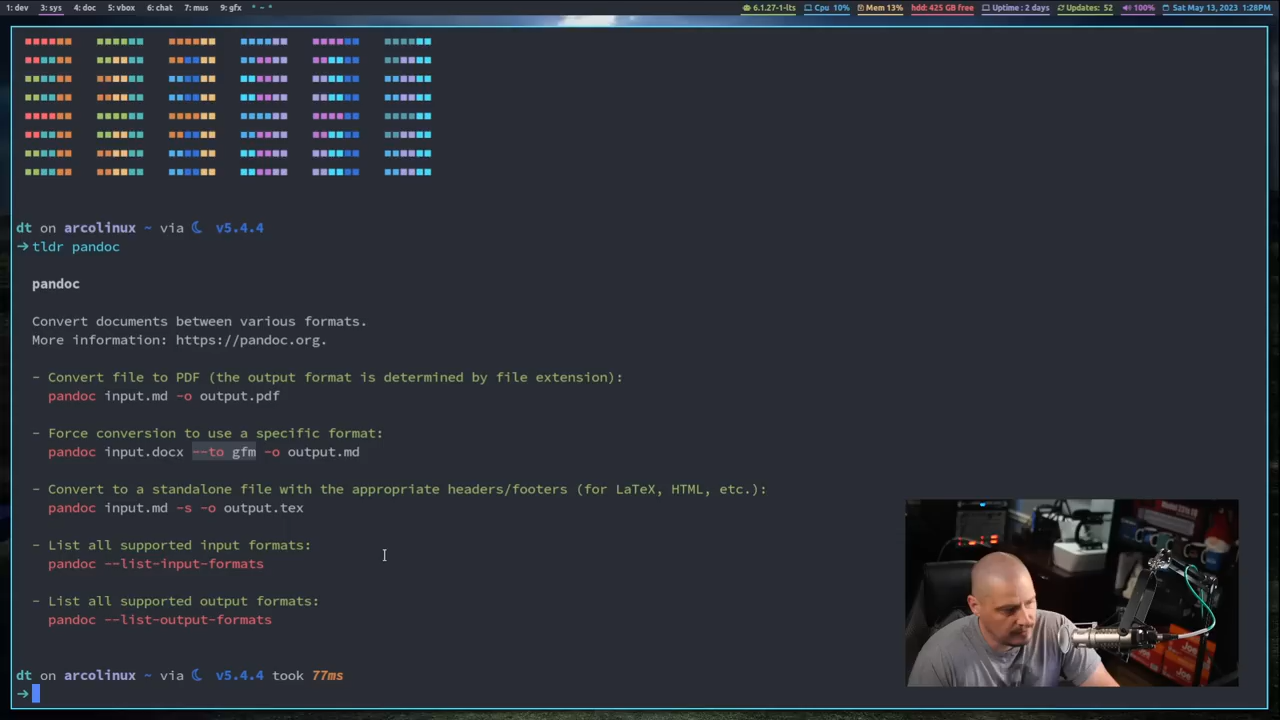 1: dev 3: sys 4: doc 5: vbox 6: chat 7: mus 9: gfx * ~ * 6.1.27-1-lts Cpu 10% Mem 13% hdd: 425 GB free Uptime : 2 days Updates: 52 100% Sat May 13, 2023 1:28PM
dt on arcolinux ~ via v5.4.4
→ tldr pandoc
pandoc
Convert documents between various formats.
More information: https://pandoc.org.
- Convert file to PDF (the output format is determined by file extension):
pandoc input.md -o output.pdf
- Force conversion to use a specific format:
pandoc input.docx --to gfm -o output.md
- Convert to a standalone file with the appropriate headers/footers (for LaTeX, HTML, etc.):
pandoc input.md -s -o output.tex
- List all supported input formats:
pandoc --list-input-formats
- List all supported output formats:
pandoc --list-output-formats
dt on arcolinux ~ via v5.4.4 took 77ms
→